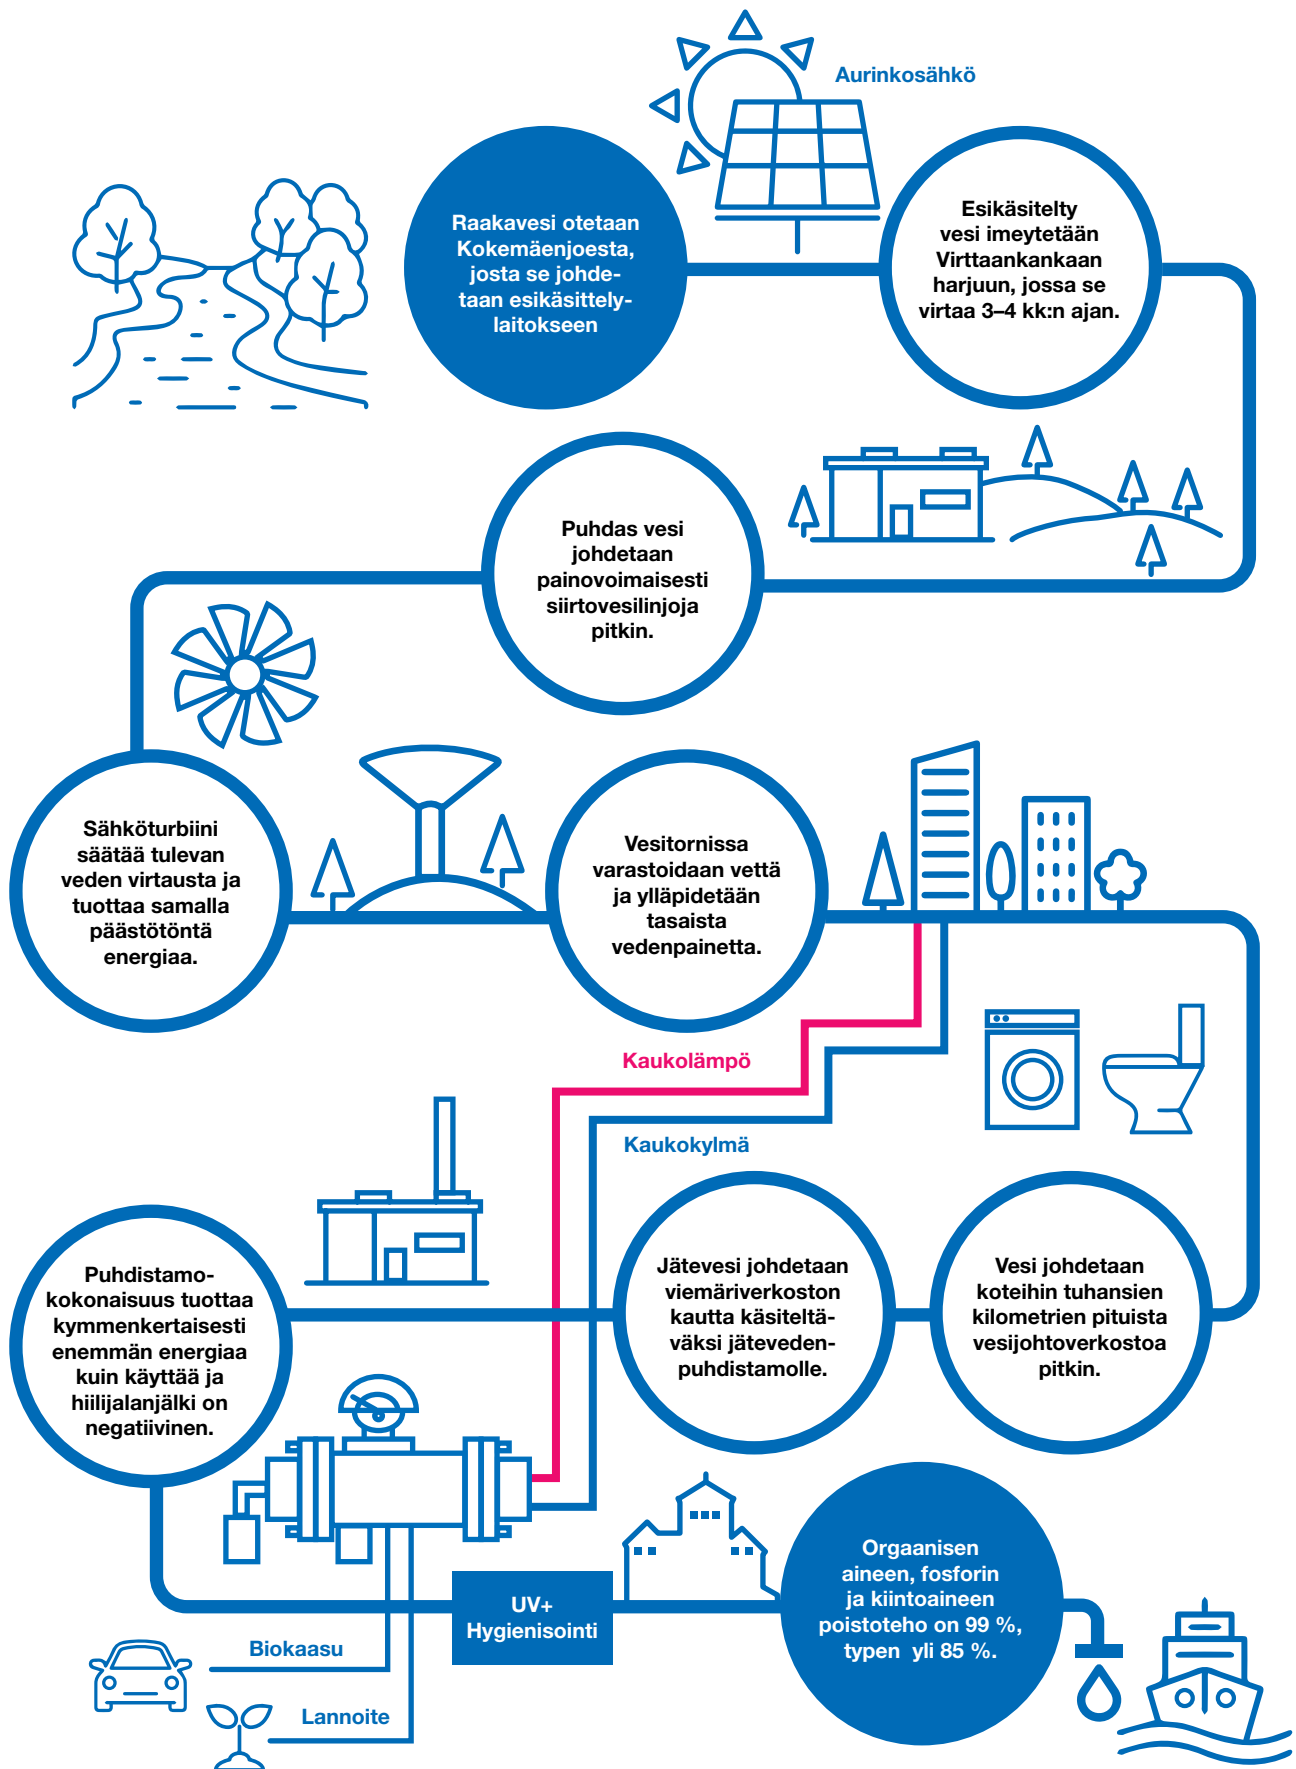 Aurinkosähkö
Raakavesi otetaan
Kokemäenjoesta,
josta se johde-
taan esikäsittely-
laitokseen
Esikäsitelty
vesi imeytetään
Virttaankankaan
harjuun, jossa se
virtaa 3–4 kk:n ajan.
Puhdas vesi
johdetaan
painovoimaisesti
siirtovesilinjoja
pitkin.
Sähköturbiini
säätää tulevan
veden virtausta ja
tuottaa samalla
päästötöntä
energiaa.
Vesitornissa
varastoidaan vettä
ja ylläpidetään
tasaista
vedenpainetta.
Kaukolämpö
Kaukokylmä
Vesi johdetaan
koteihin tuhansien
kilometrien pituista
vesijohtoverkostoa
pitkin.
Jätevesi johdetaan
viemäriverkoston
kautta käsiteltä-
väksi jäteveden-
puhdistamolle.
Puhdistamo-
kokonaisuus tuottaa
kymmenkertaisesti
enemmän energiaa
kuin käyttää ja
hiilijalanjälki on
negatiivinen.
UV+
Hygienisointi
Biokaasu
Lannoite
Orgaanisen
aineen, fosforin
ja kiintoaineen
poistoteho on 99 %,
typen  yli 85 %.